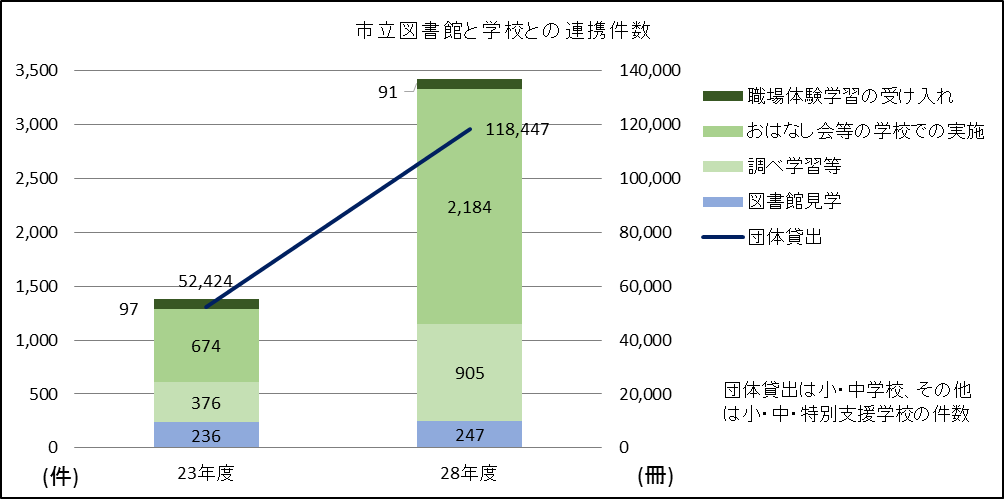 市立図書館と学校との連携件数
3,500
3,000
2,500
2,000
1,500
1,000
500
0
(件)
140,000
120,000
100,000
80,000
60,000
40,000
20,000
0
(冊)
52,424
97
674
376
236
23年度
91
118,447
2,184
905
247
28年度
職場体験学習の受け入れ
おはなし会等の学校での実施
調べ学習等
図書館見学
団体貸出
団体貸出は小・中学校、その他
は小・中・特別支援学校の件数